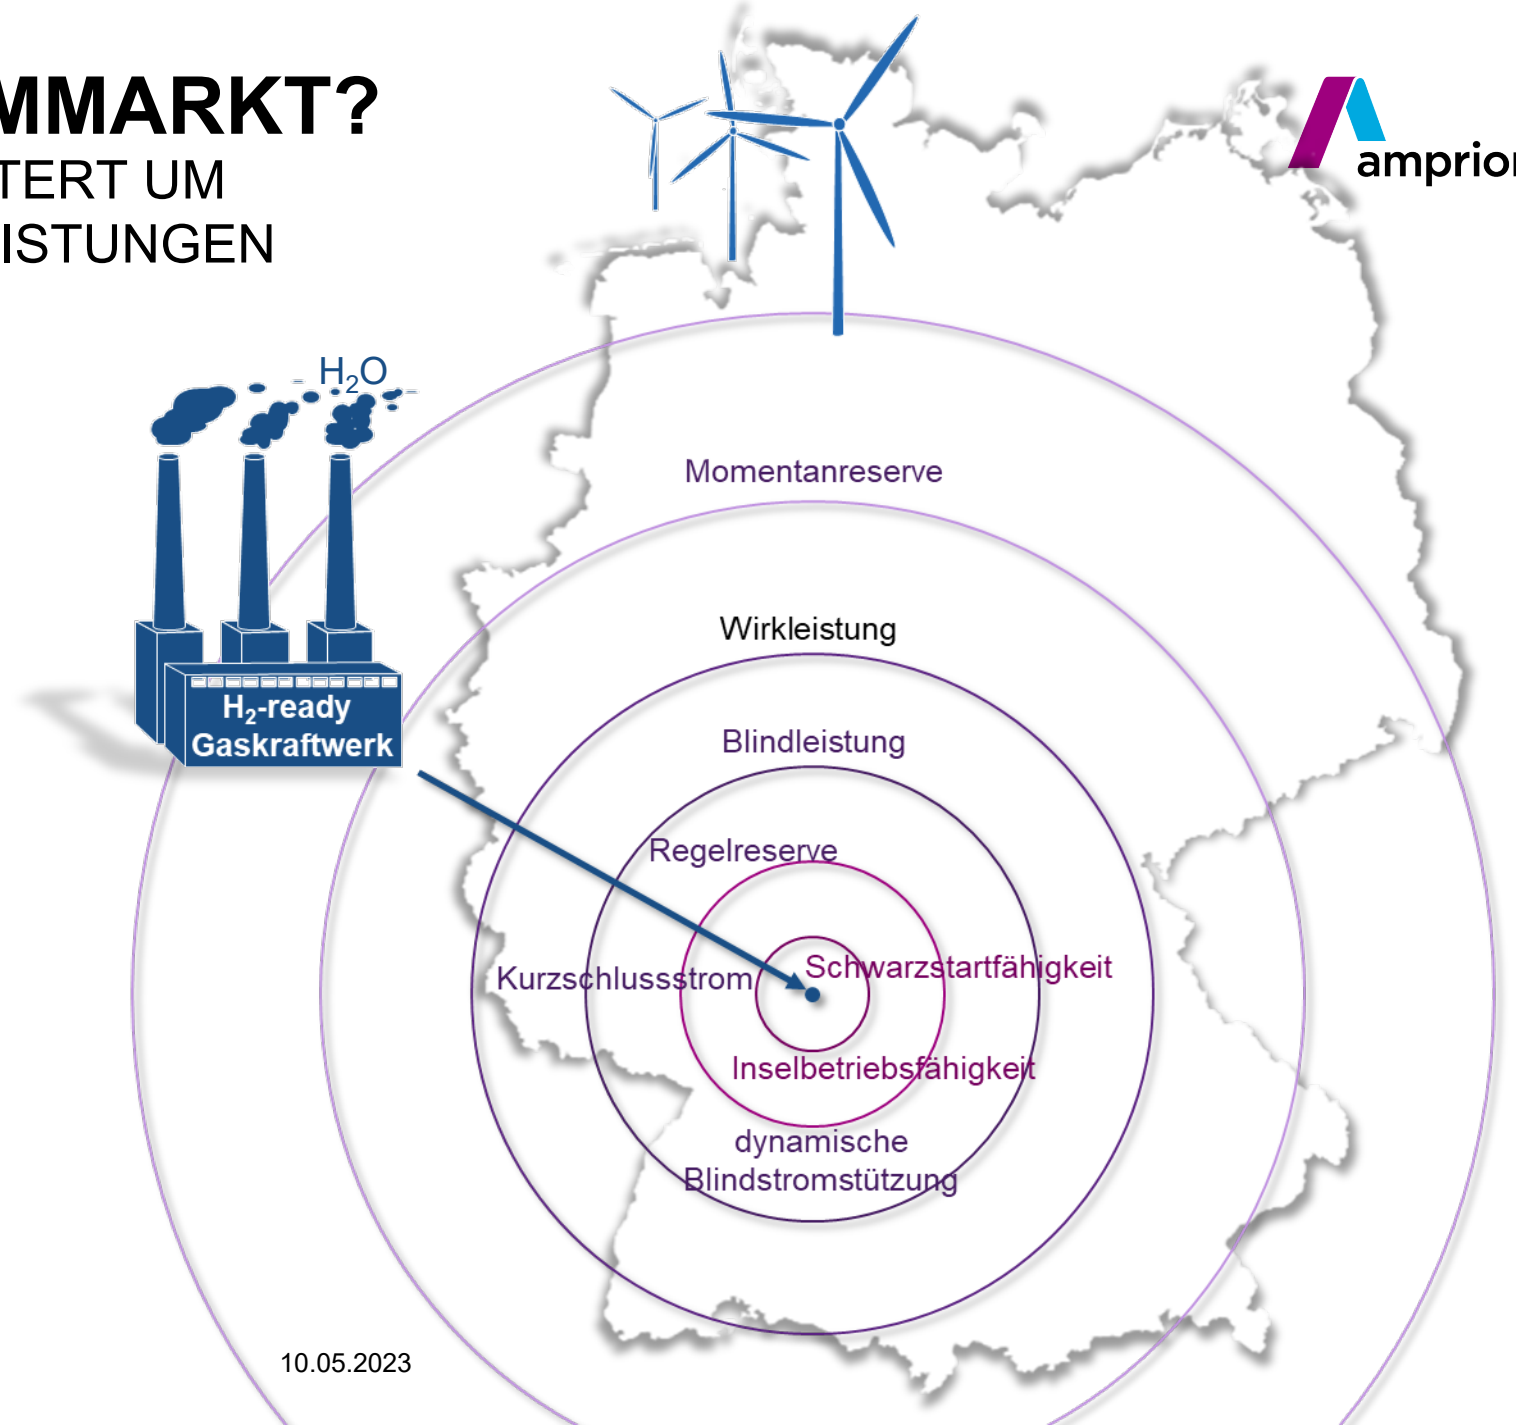 MMARKT?
TERT UM
ISTUNGEN
amprion
H₂O
Momentanreserve
Wirkleistung
H₂-ready
Gaskraftwerk
Blindleistung
Regelreserve
Schwarzstartfähigkeit
Kurzschlussstrom
Inselbetriebsfähigkeit
dynamische
Blindstromstützung
10.05.2023